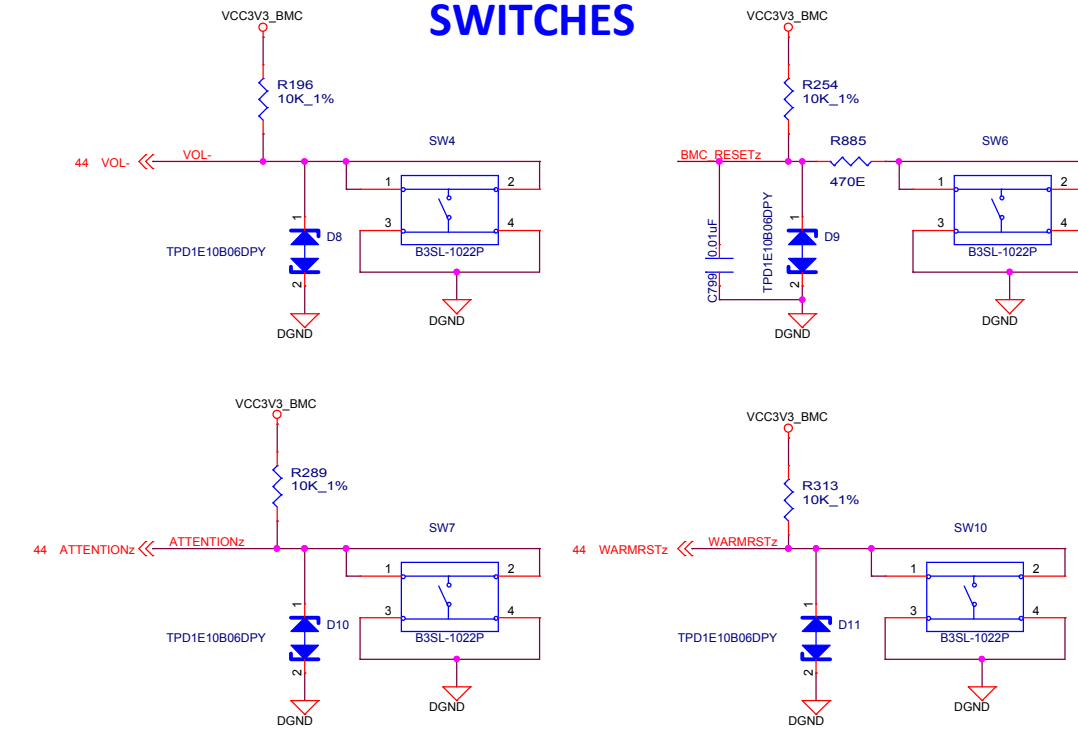 SWITCHES
VCC3V3_BMC
R196
10K_1%
44 VOL-
VOL-
SW4
1
2
3
4
B3SL-1022P
1
D8
TPD1E10B06DPY
2
DGND
DGND
VCC3V3_BMC
R254
10K_1%
R885
470E
BMC_RESETz
SW6
1
2
3
4
B3SL-1022P
C799
0.01uF
TPD1E10B06DPY
1
D9
2
DGND
DGND
VCC3V3_BMC
R289
10K_1%
44 ATTENTIONz
ATTENTIONz
SW7
1
2
3
4
B3SL-1022P
1
D10
TPD1E10B06DPY
2
DGND
DGND
VCC3V3_BMC
R313
10K_1%
44 WARMRSTz
WARMRSTz
SW10
1
2
3
4
B3SL-1022P
1
D11
TPD1E10B06DPY
2
DGND
DGND